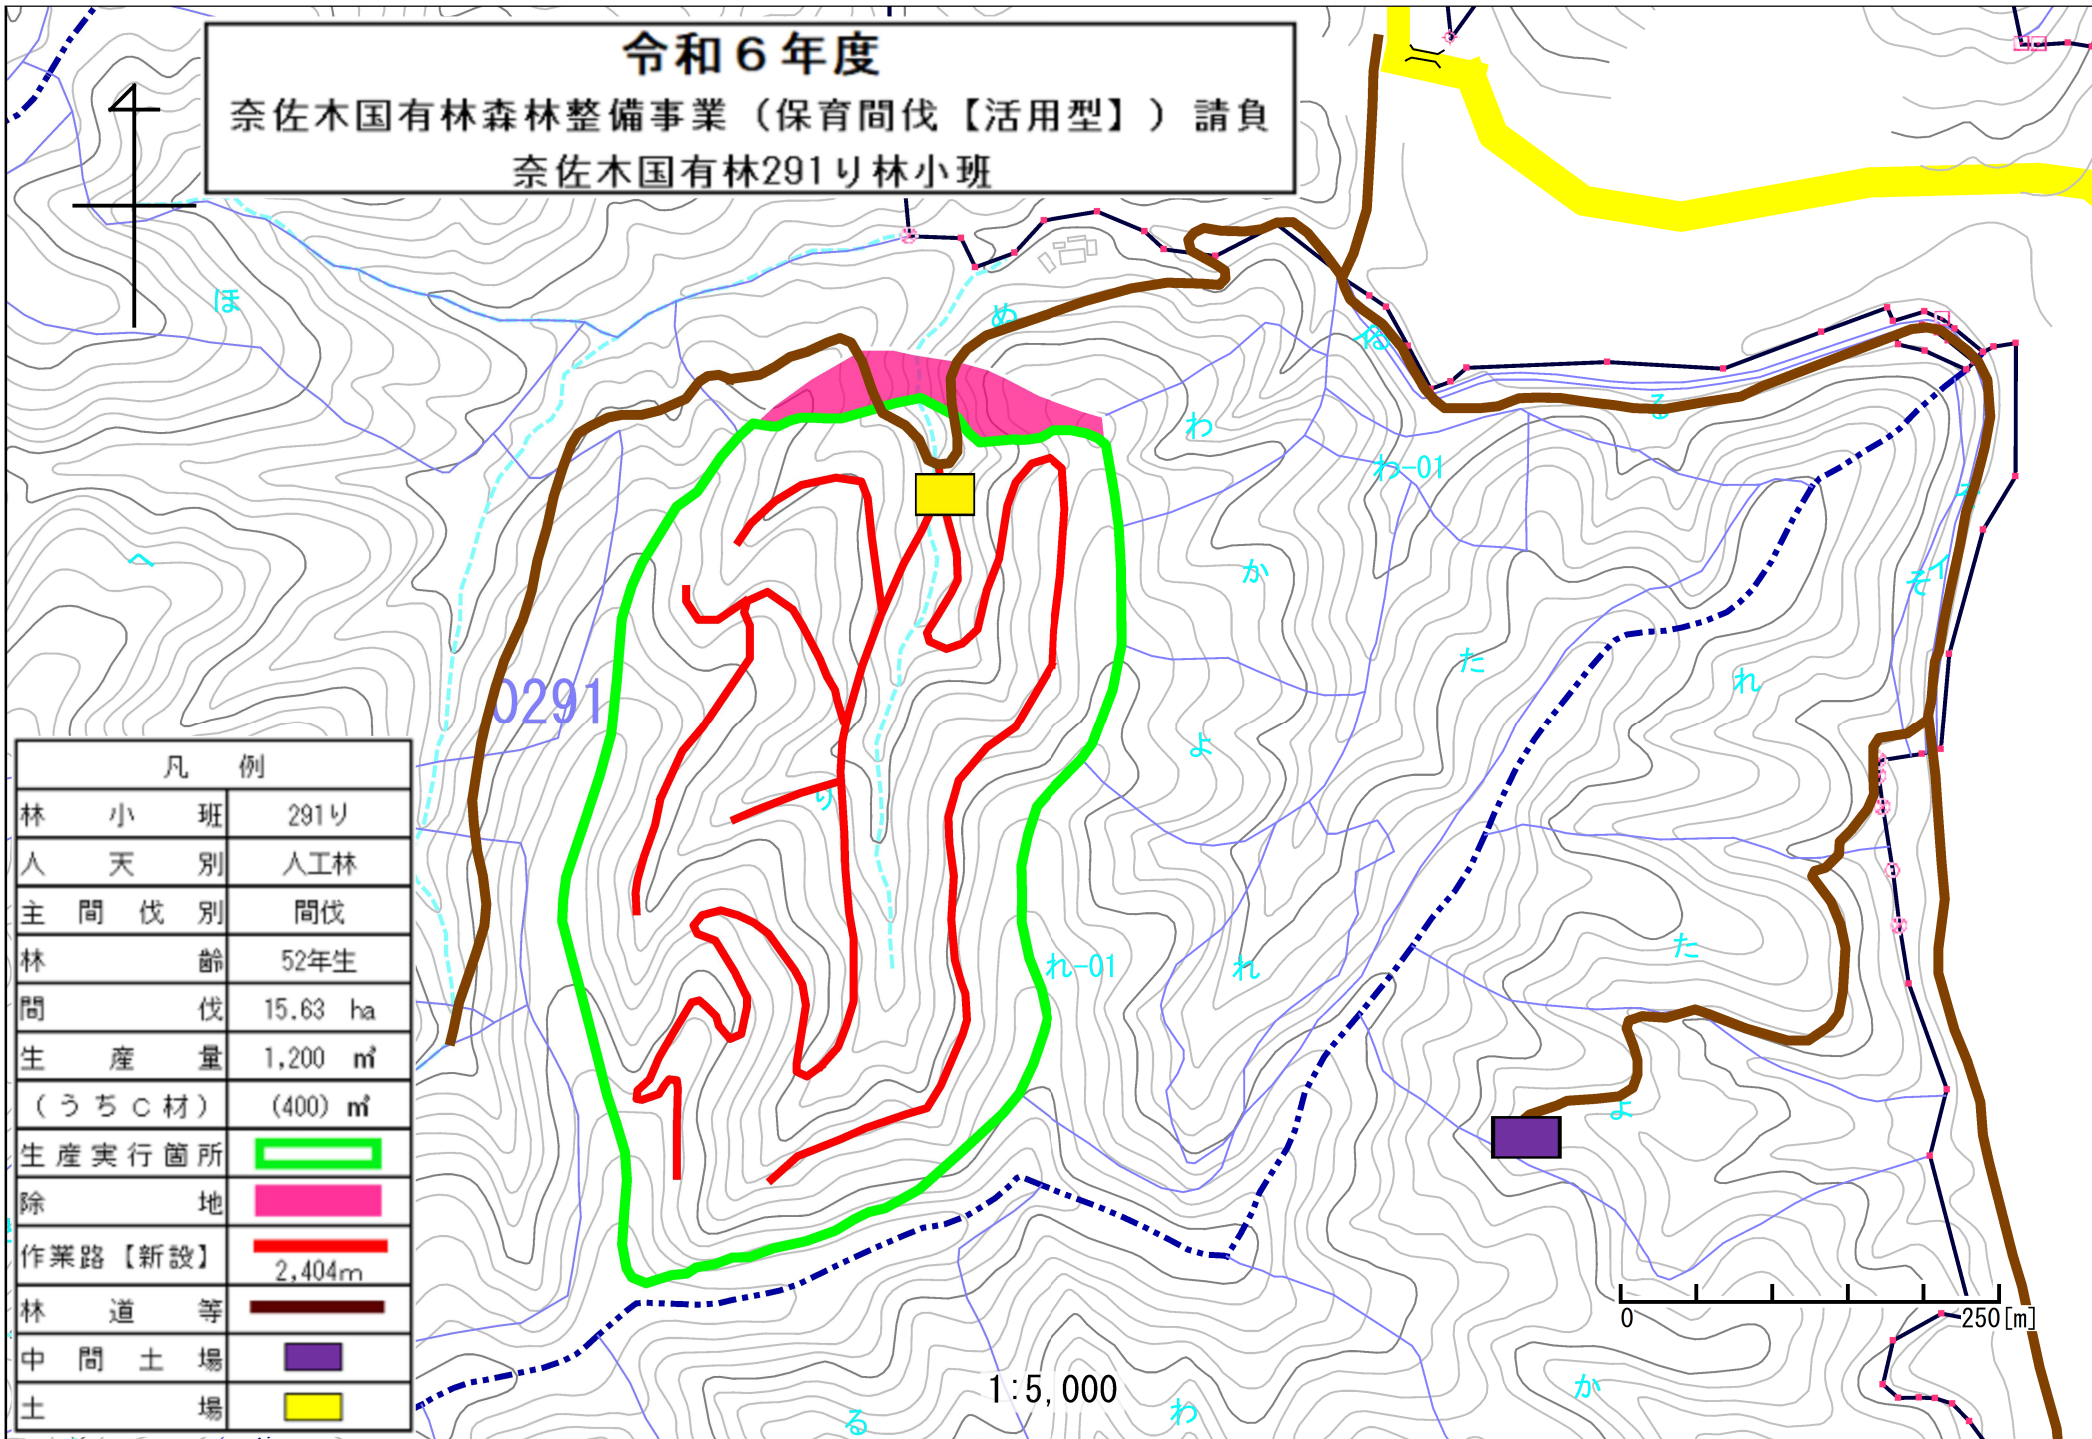 令和６年度
奈佐木国有林森林整備事業（保育間伐【活用型】）請負
奈佐木国有林291り林小班
ほ
め
る
わ
わ-01
へ
か
そ
イ
た
れ
0291
よ
り
れ-01
れ
た
よ
か
る
わ
凡 例
林小班 291り
人天別 人工林
主間伐別 間伐
林齢 52年生
間伐 15.63 ha
生産量 1,200 ㎥
（うちC材） (400) ㎥
生産実行箇所
除地
作業路【新設】 2,404m
林道等
中間土場
土場
0 250[m]
1:5,000